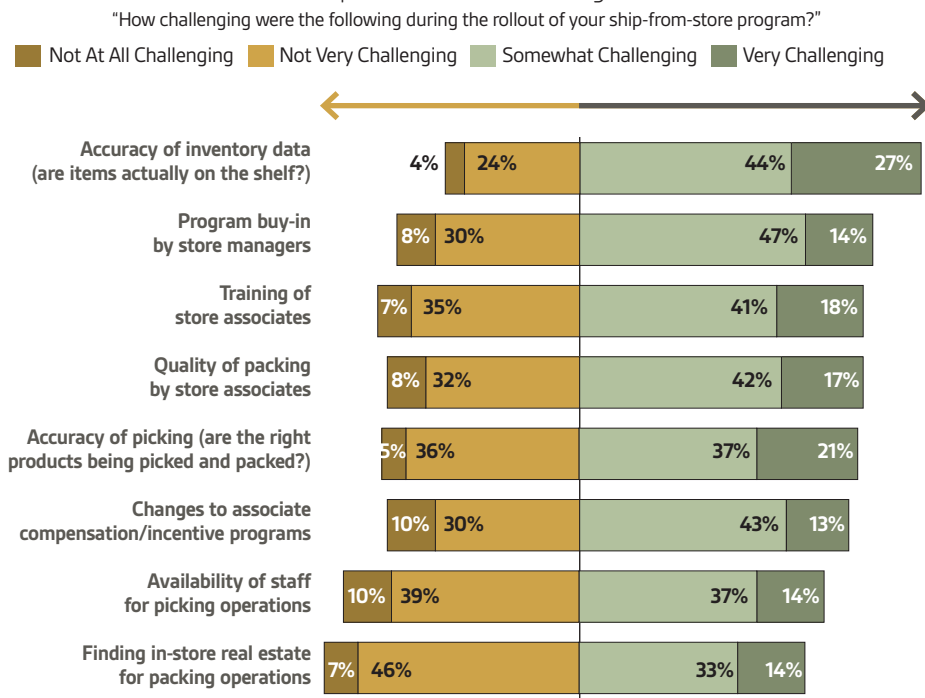 “How challenging were the following during the rollout of your ship-from-store program?”
Not At All Challenging Not Very Challenging Somewhat Challenging Very Challenging
Accuracy of inventory data
(are items actually on the shelf?)
4% 24% 44% 27%
Program buy-in
by store managers
8% 30% 47% 14%
Training of
store associates
7% 35% 41% 18%
Quality of packing
by store associates
8% 32% 42% 17%
Accuracy of picking (are the right
products being picked and packed?)
5% 36% 37% 21%
Changes to associate
compensation/incentive programs
10% 30% 43% 13%
Availability of staff
for picking operations
10% 39% 37% 14%
Finding in-store real estate
for packing operations
7% 46% 33% 14%